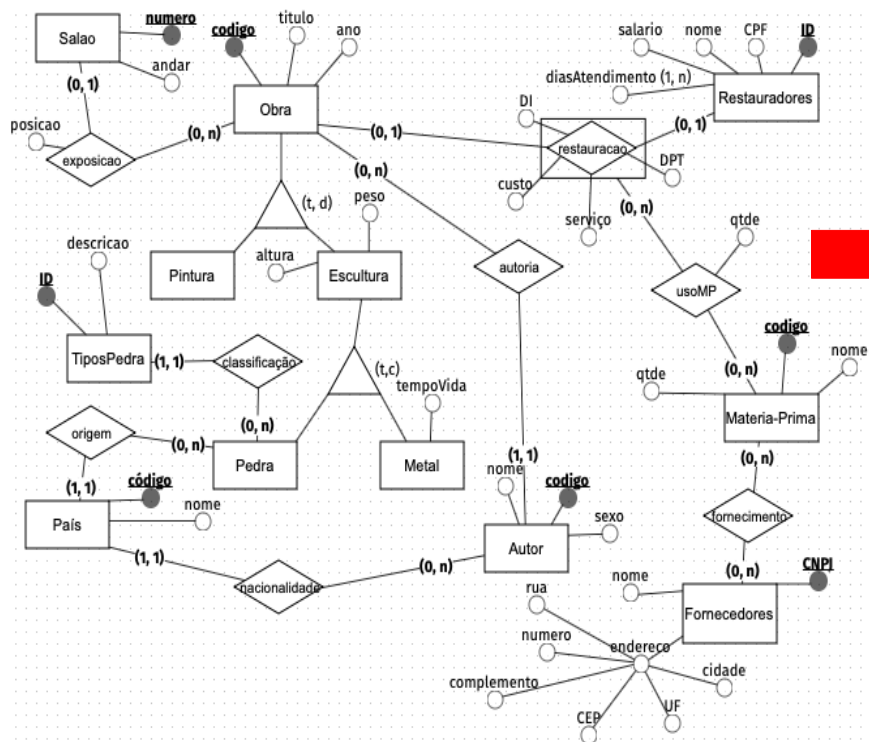 numero
Salao
andar
(0, 1)
posicao
exposicao
(0, n)
codigo
titulo
ano
Obra
(0, 1)
(0, n)
salario
nome
CPF
ID
diasAtendimento (1, n)
Restauradores
DI
(0, 1)
restauracao
custo
DPT
serviço
(0, n)
qtde
usoMP
(t, d)
peso
altura
Pintura
Escultura
autoria
descricao
ID
TiposPedra
(1, 1)
classificação
(0, n)
(t,c)
tempoVida
codigo
(0, n)
nome
qtde
Materia-Prima
origem
(0, n)
Pedra
Metal
(1, 1)
código
nome
País
(1, 1)
nome
codigo
sexo
Autor
(0, n)
nacionalidade
(1, 1)
(0, n)
fornecimento
(0, n)
CNPJ
nome
Fornecedores
rua
endereco
numero
complemento
cidade
CEP
UF